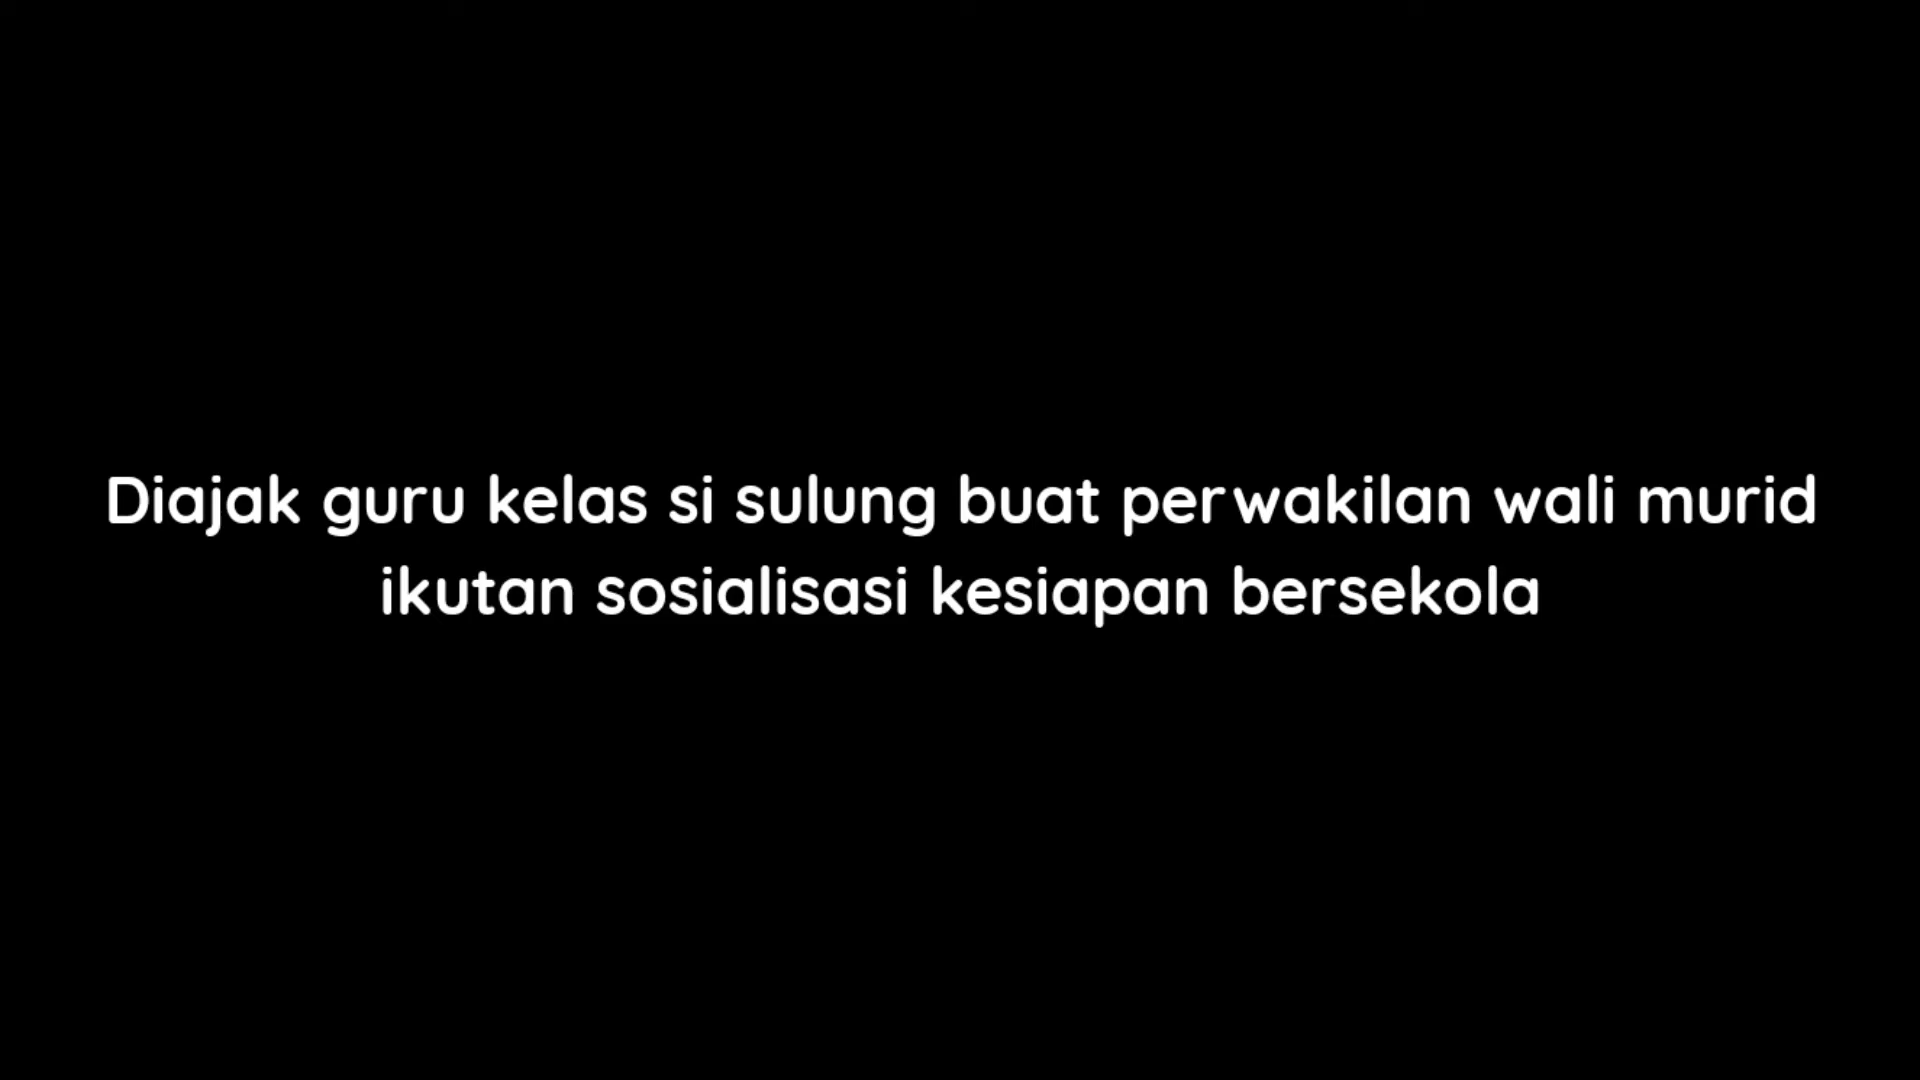 Diajak guru kelas si sulung buat perwakilan wali murid
ikutan sosialisasi kesiapan bersekola